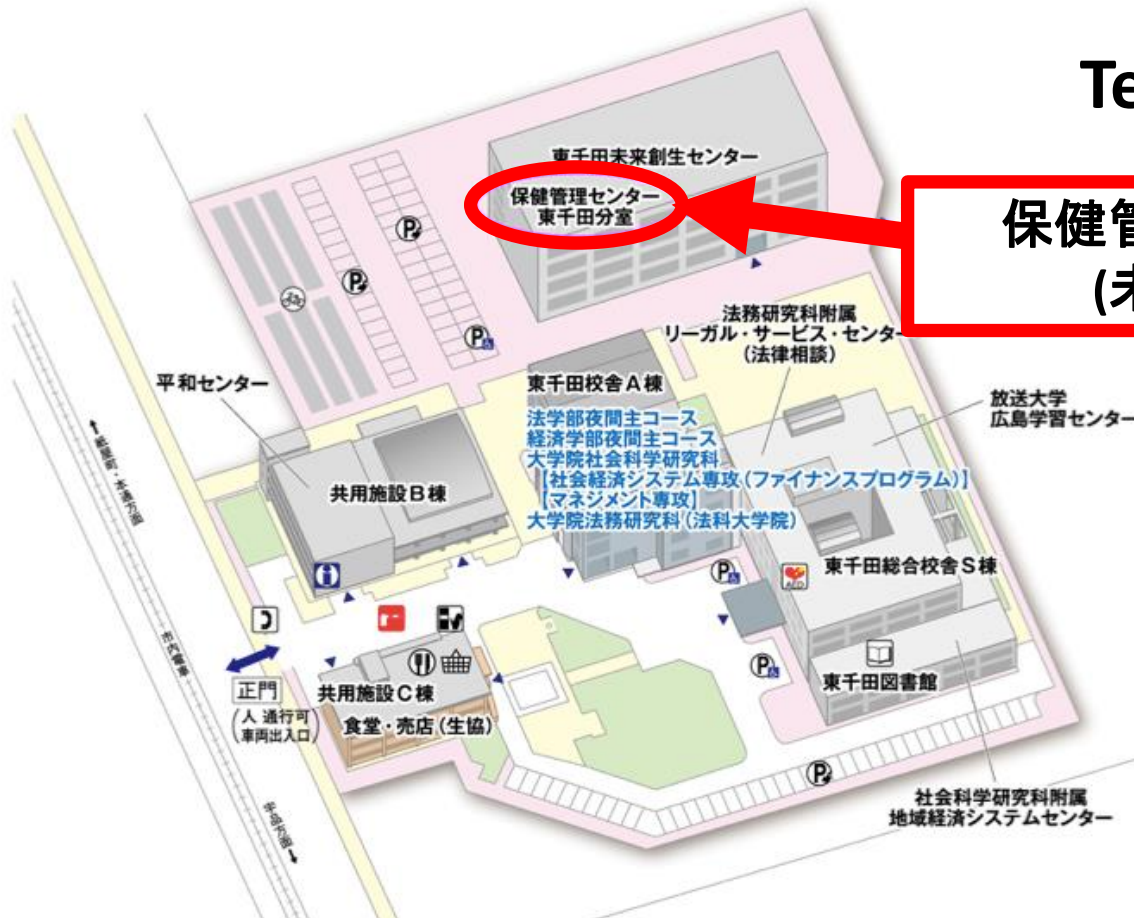 Te
東千田未来創生センター
保健管理センター
東千田分室
保健管
(未
法務研究科附属
リーガル・サービス・センター
(法律相談)
平和センター
東千田校舎A棟
法学部夜間主コース
経済学部夜間主コース
大学院社会科学研究科
【社会経済システム専攻(ファイナンスプログラム)】
【マネジメント専攻】
大学院法務研究科(法科大学院)
放送大学
広島学習センター
紙屋町・本通方面
共用施設B棟
東千田総合校舎S棟
AED
市内電車
正門
(人 通行可
車両出入口)
共用施設C棟
食堂・売店(生協)
東千田図書館
宇品方面
社会科学研究科附属
地域経済システムセンター
P
P
P
P
P
P